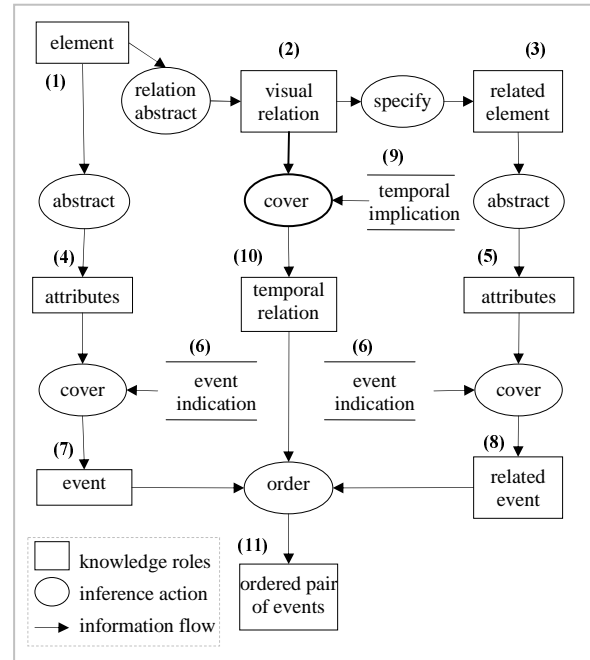 element
(1)
relation
abstract
(2)
visual
relation
specify
(3)
related
element
abstract
cover
(9)
temporal
implication
abstract
(4)
attributes
(10)
temporal
relation
(5)
attributes
cover
(6)
event
indication
(6)
event
indication
cover
(7)
event
order
(8)
related
event
(11)
ordered pair
of events
knowledge roles
inference action
information flow